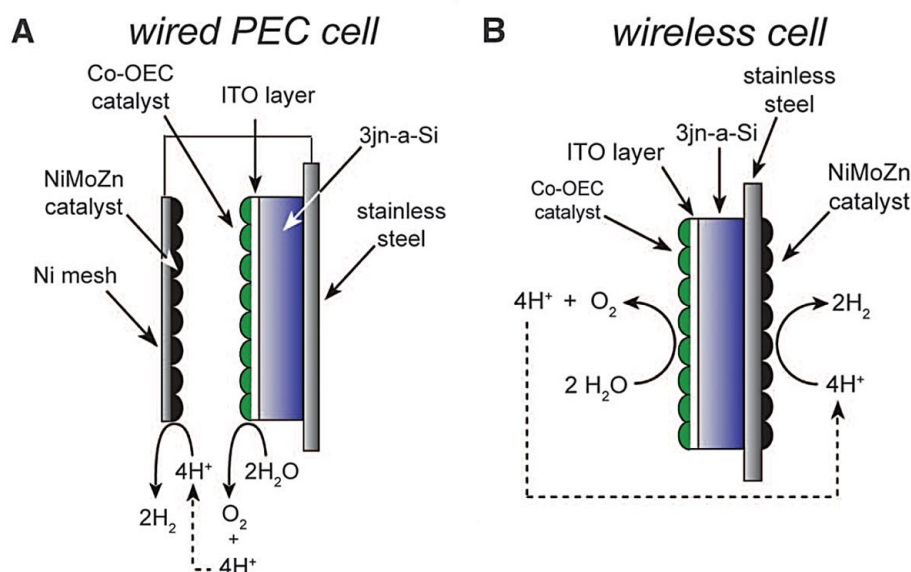 A wired PEC cell
Co-OEC
catalyst
ITO layer
3jn-a-Si
NiMoZn
catalyst
stainless
steel
Ni mesh
4H⁺
2H₂O
2H₂
O₂
+
4H⁺
B wireless cell
stainless
steel
3jn-a-Si
ITO layer
NiMoZn
catalyst
Co-OEC
catalyst
4H⁺ + O₂
2H₂
2 H₂O
4H⁺